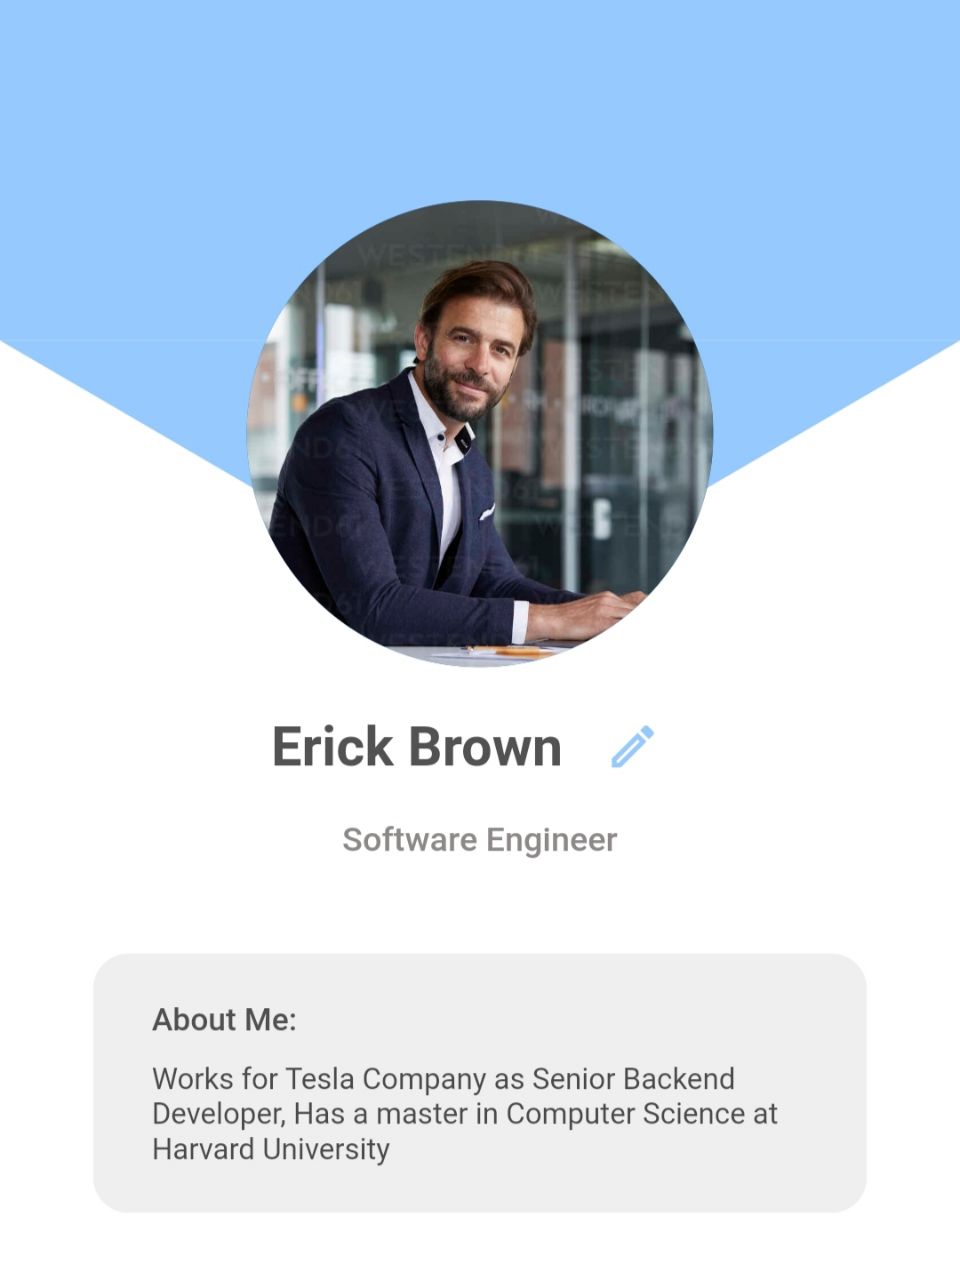 WESTEND61
Erick Brown
Software Engineer
About Me:
Works for Tesla Company as Senior Backend
Developer, Has a master in Computer Science at
Harvard University